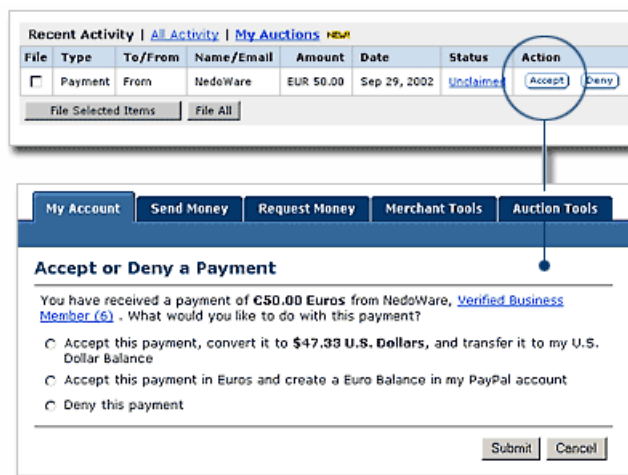 Recent Activity | All Activity | My Auctions NEW!
File Type To/From Name/Email Amount Date Status Action
Payment From NedoWare EUR 50.00 Sep 29, 2002 Unclaimed Accept Deny
File Selected Items File All
My Account Send Money Request Money Merchant Tools Auction Tools
Accept or Deny a Payment
You have received a payment of €50.00 Euros from NedoWare, Verified Business
Member (6) . What would you like to do with this payment?
Accept this payment, convert it to $47.33 U.S. Dollars, and transfer it to my U.S.
Dollar Balance
Accept this payment in Euros and create a Euro Balance in my PayPal account
Deny this payment
Submit Cancel